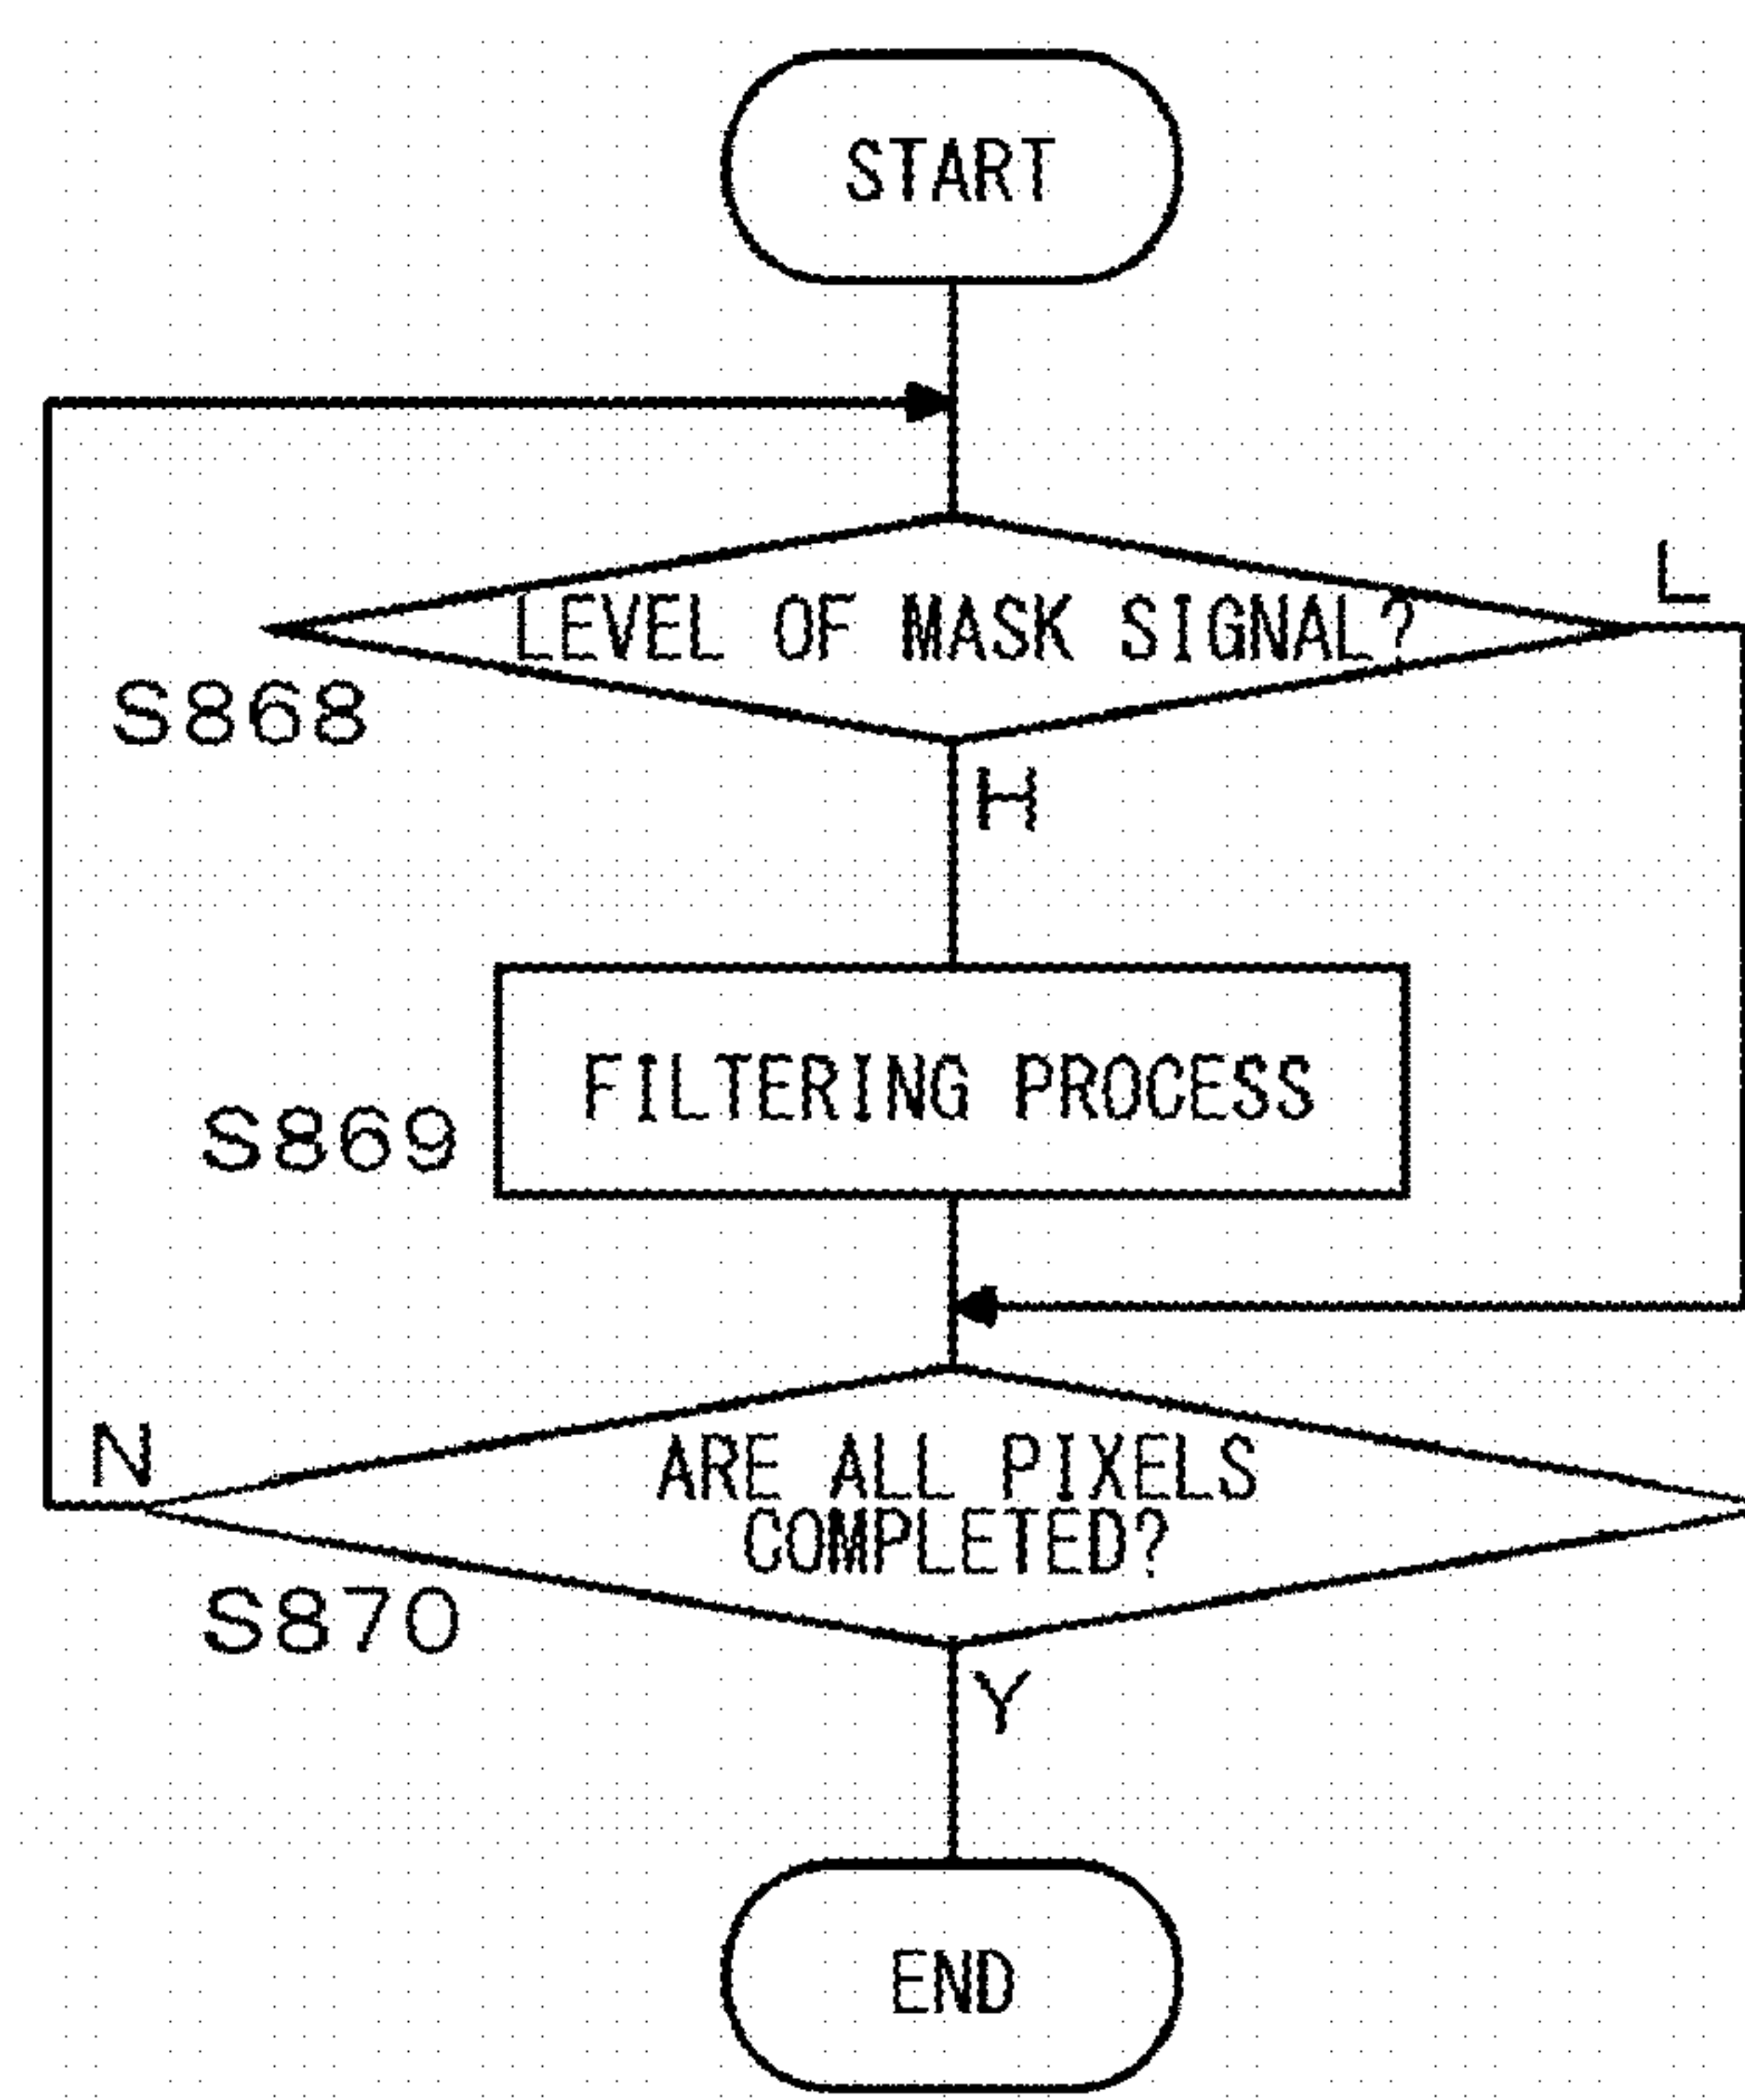 START
LEVEL OF MASK SIGNAL?
L
S868
H
FILTERING PROCESS
S869
N
ARE ALL PIXELS
COMPLETED?
S870
Y
END